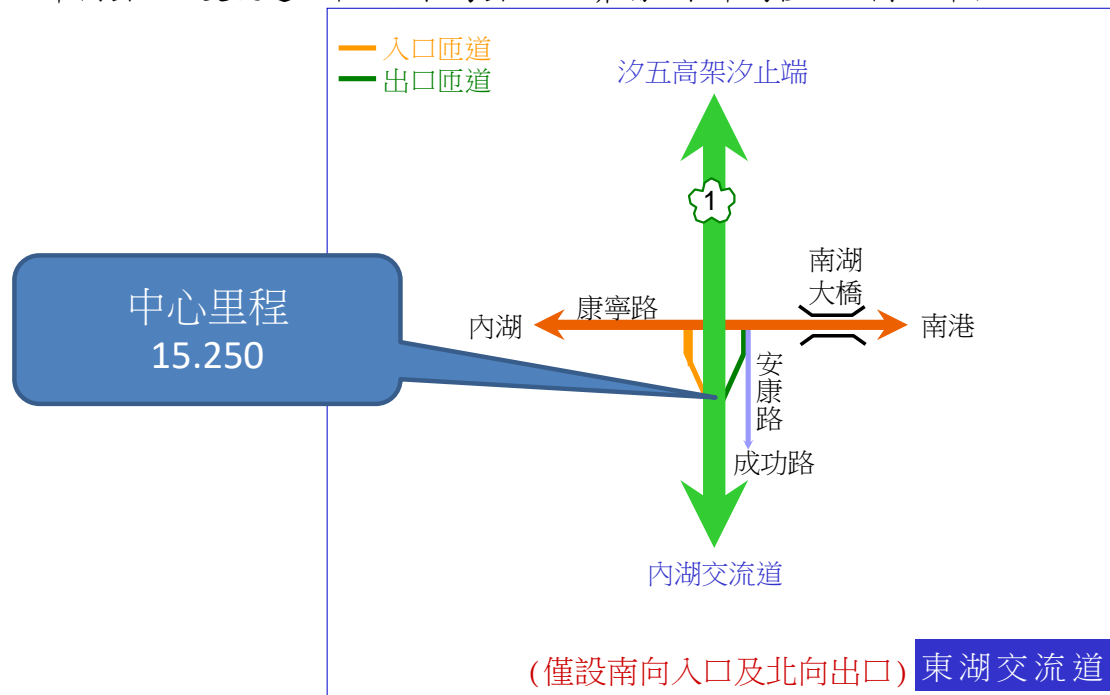 入口匝道
出口匝道
汐五高架汐止端
1
中心里程
15.250
南湖
大橋
康寧路
內湖
南港
安康路
成功路
內湖交流道
(僅設南向入口及北向出口)
東湖交流道